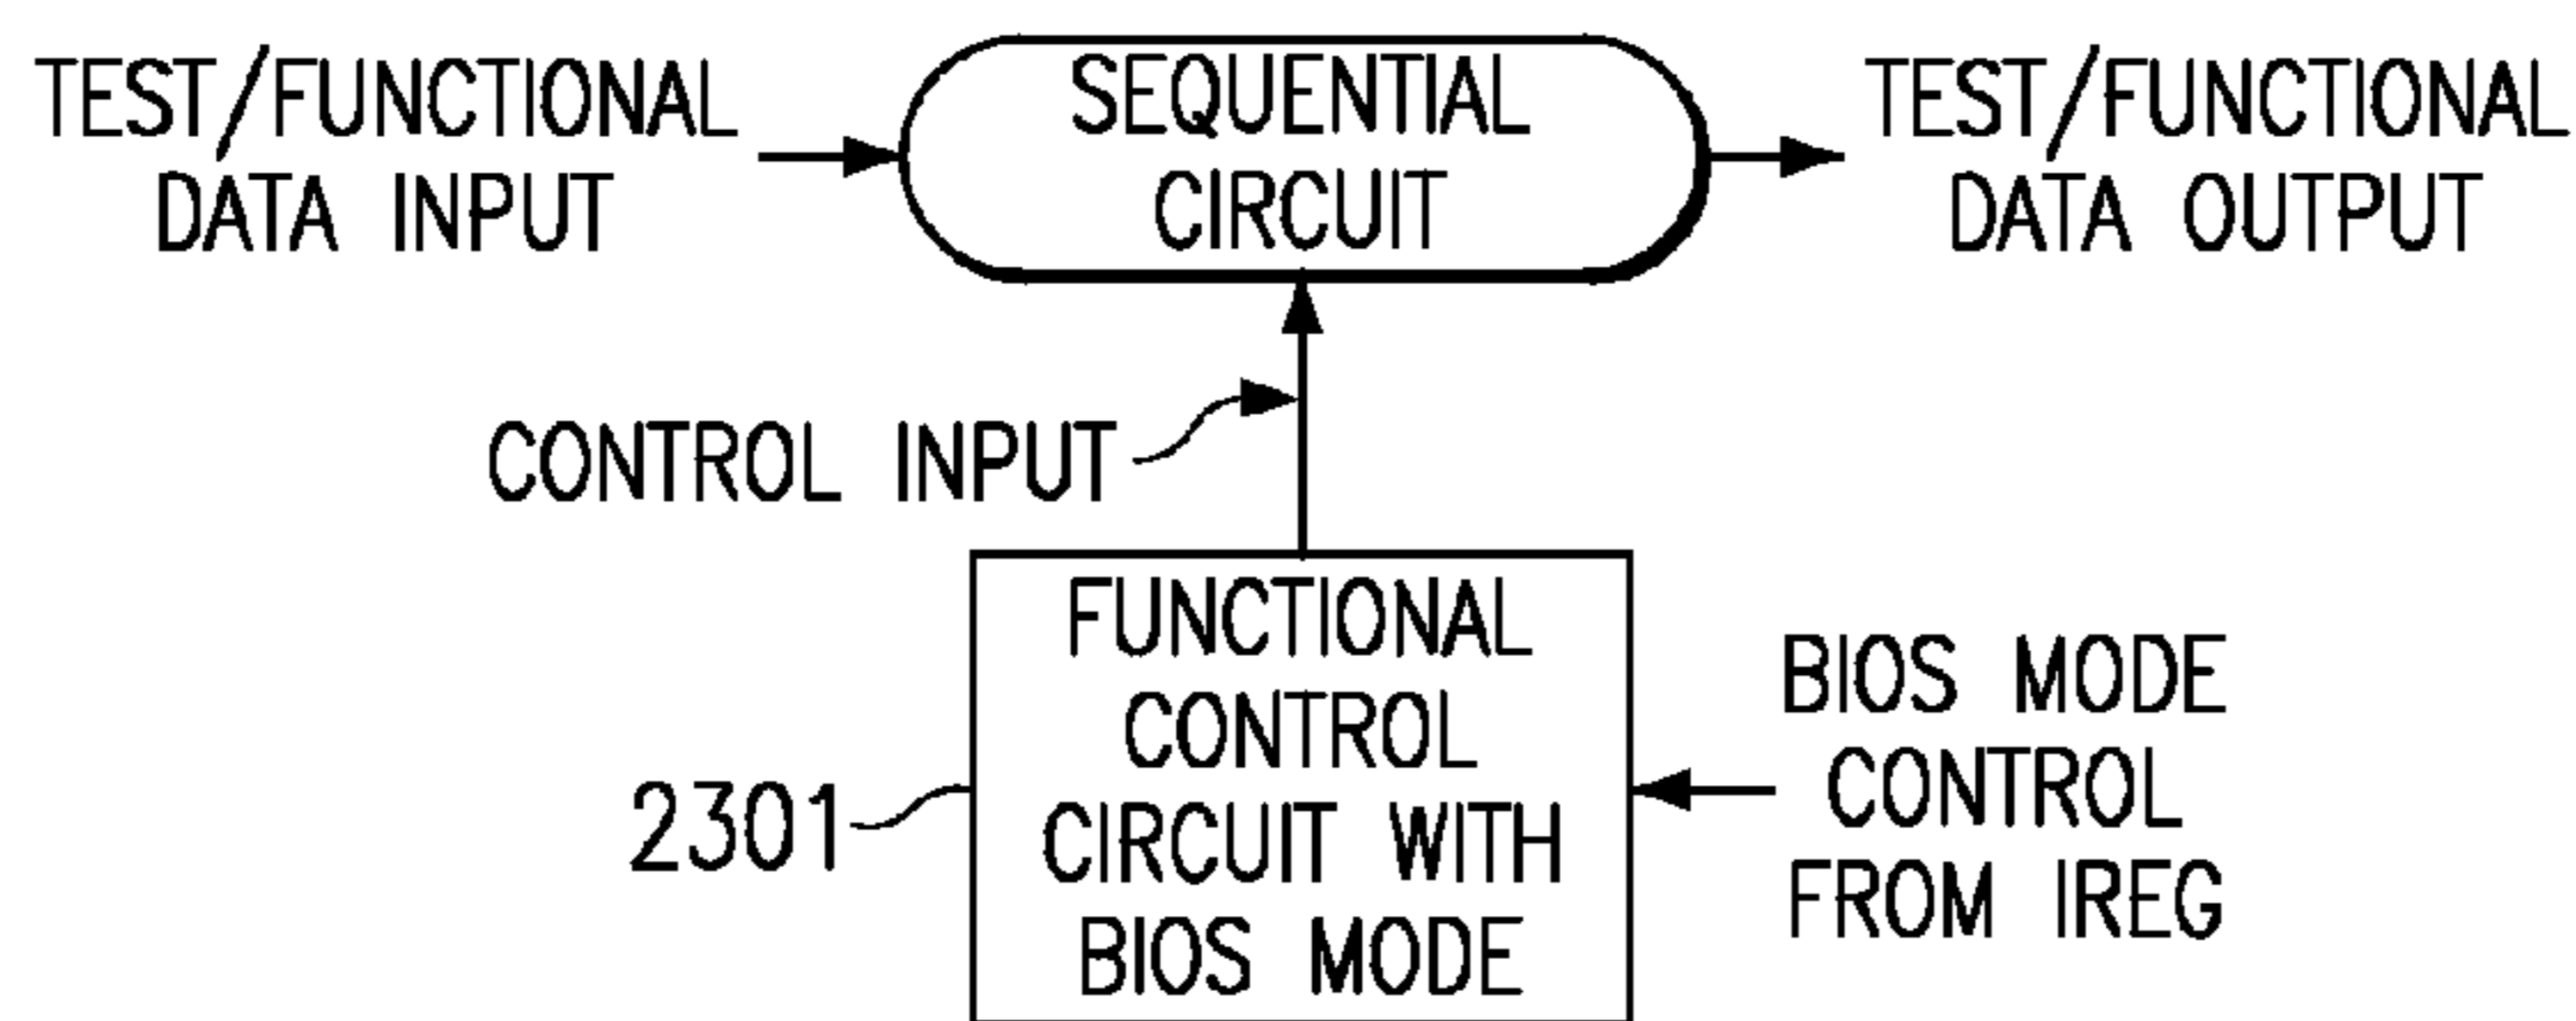 TEST/FUNCTIONAL
DATA INPUT
SEQUENTIAL
CIRCUIT
TEST/FUNCTIONAL
DATA OUTPUT
CONTROL INPUT
FUNCTIONAL
CONTROL
CIRCUIT WITH
BIOS MODE
2301
BIOS MODE
CONTROL
FROM IREG